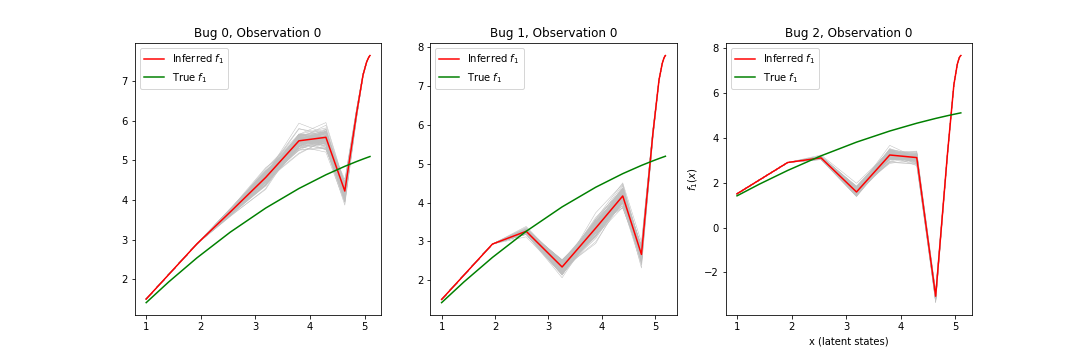 Bug 0, Observation 0
Inferred f₁
True f₁
7
6
5
4
3
2
1 2 3 4 5
Bug 1, Observation 0
Inferred f₁
True f₁
8
7
6
5
4
3
2
1 2 3 4 5
Bug 2, Observation 0
Inferred f₁
True f₁
f₁(x)
8
6
4
2
0
−2
1 2 3 4 5
x (latent states)